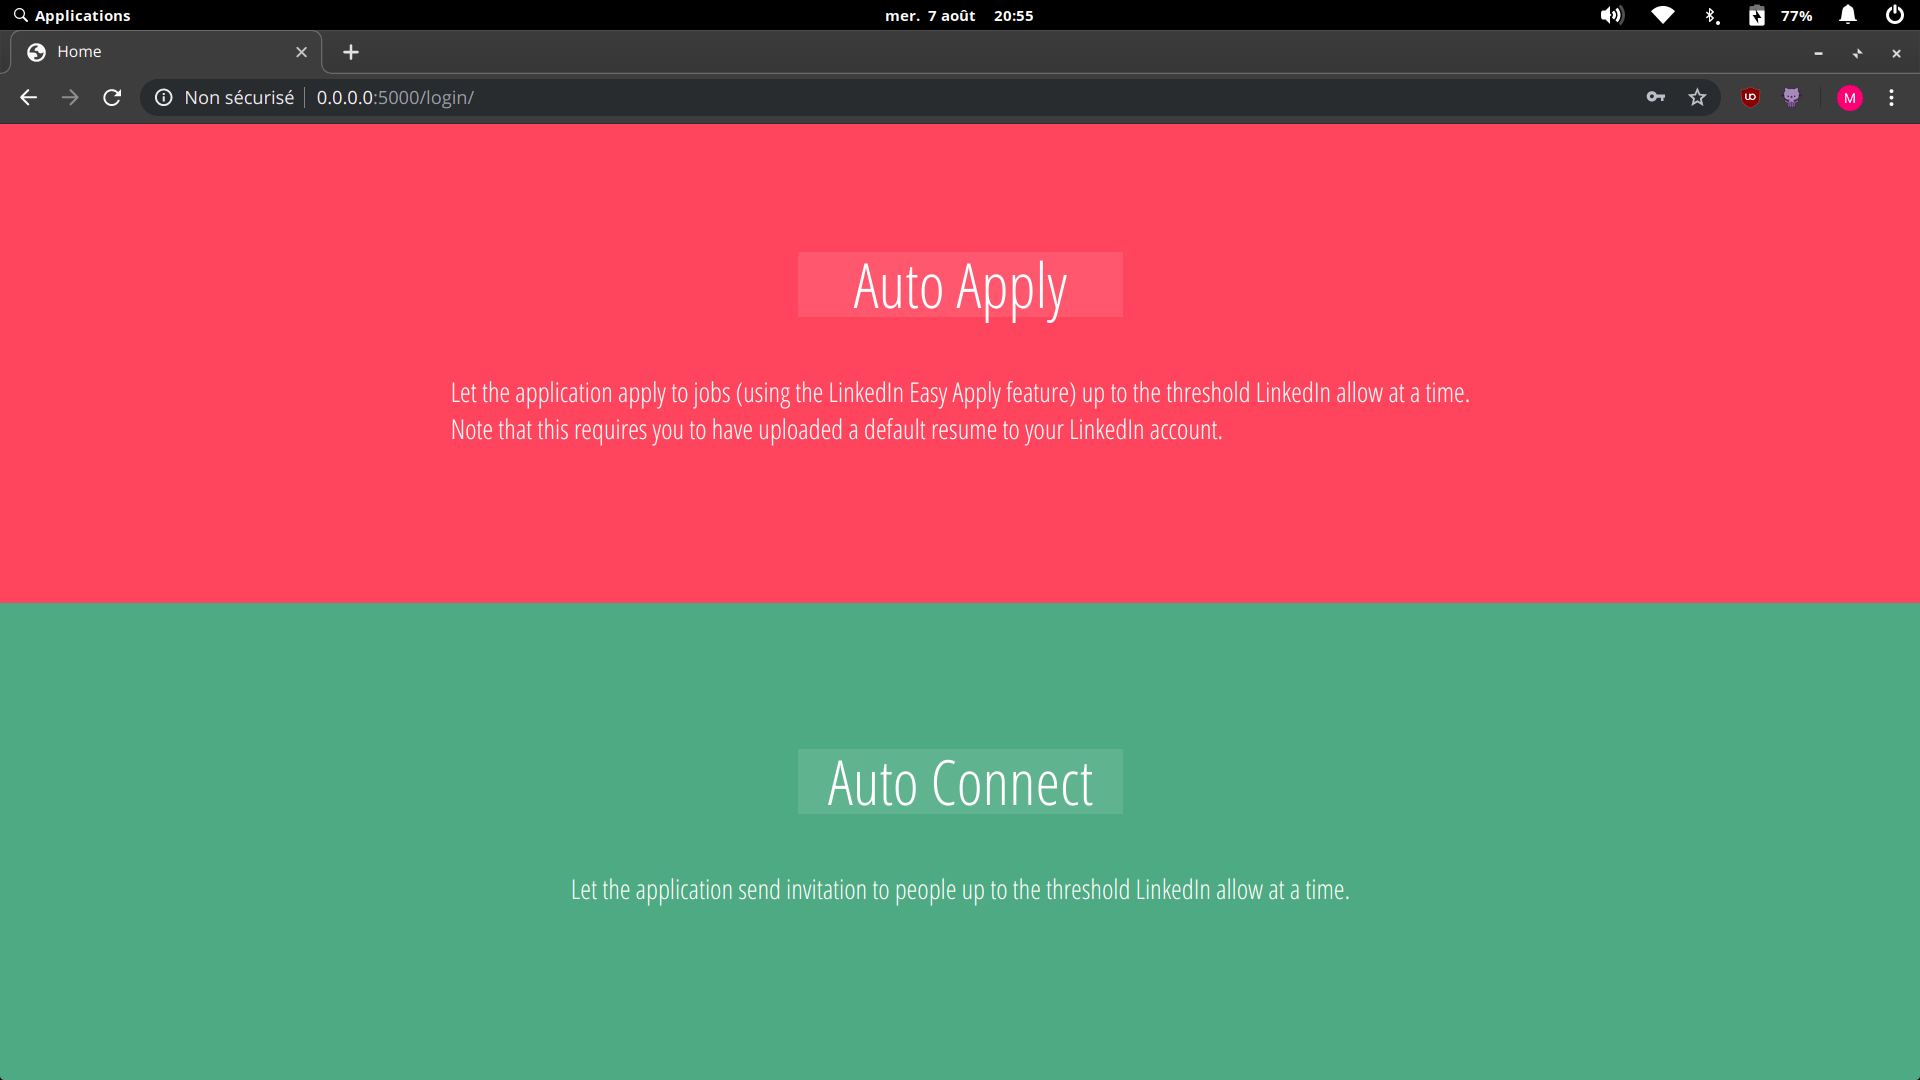 Applications
mer. 7 août 20:55
77%
Home
Non sécurisé
0.0.0.0:5000/login/
M
Auto Apply
Let the application apply to jobs (using the LinkedIn Easy Apply feature) up to the threshold LinkedIn allow at a time.
Note that this requires you to have uploaded a default resume to your LinkedIn account.
Auto Connect
Let the application send invitation to people up to the threshold LinkedIn allow at a time.